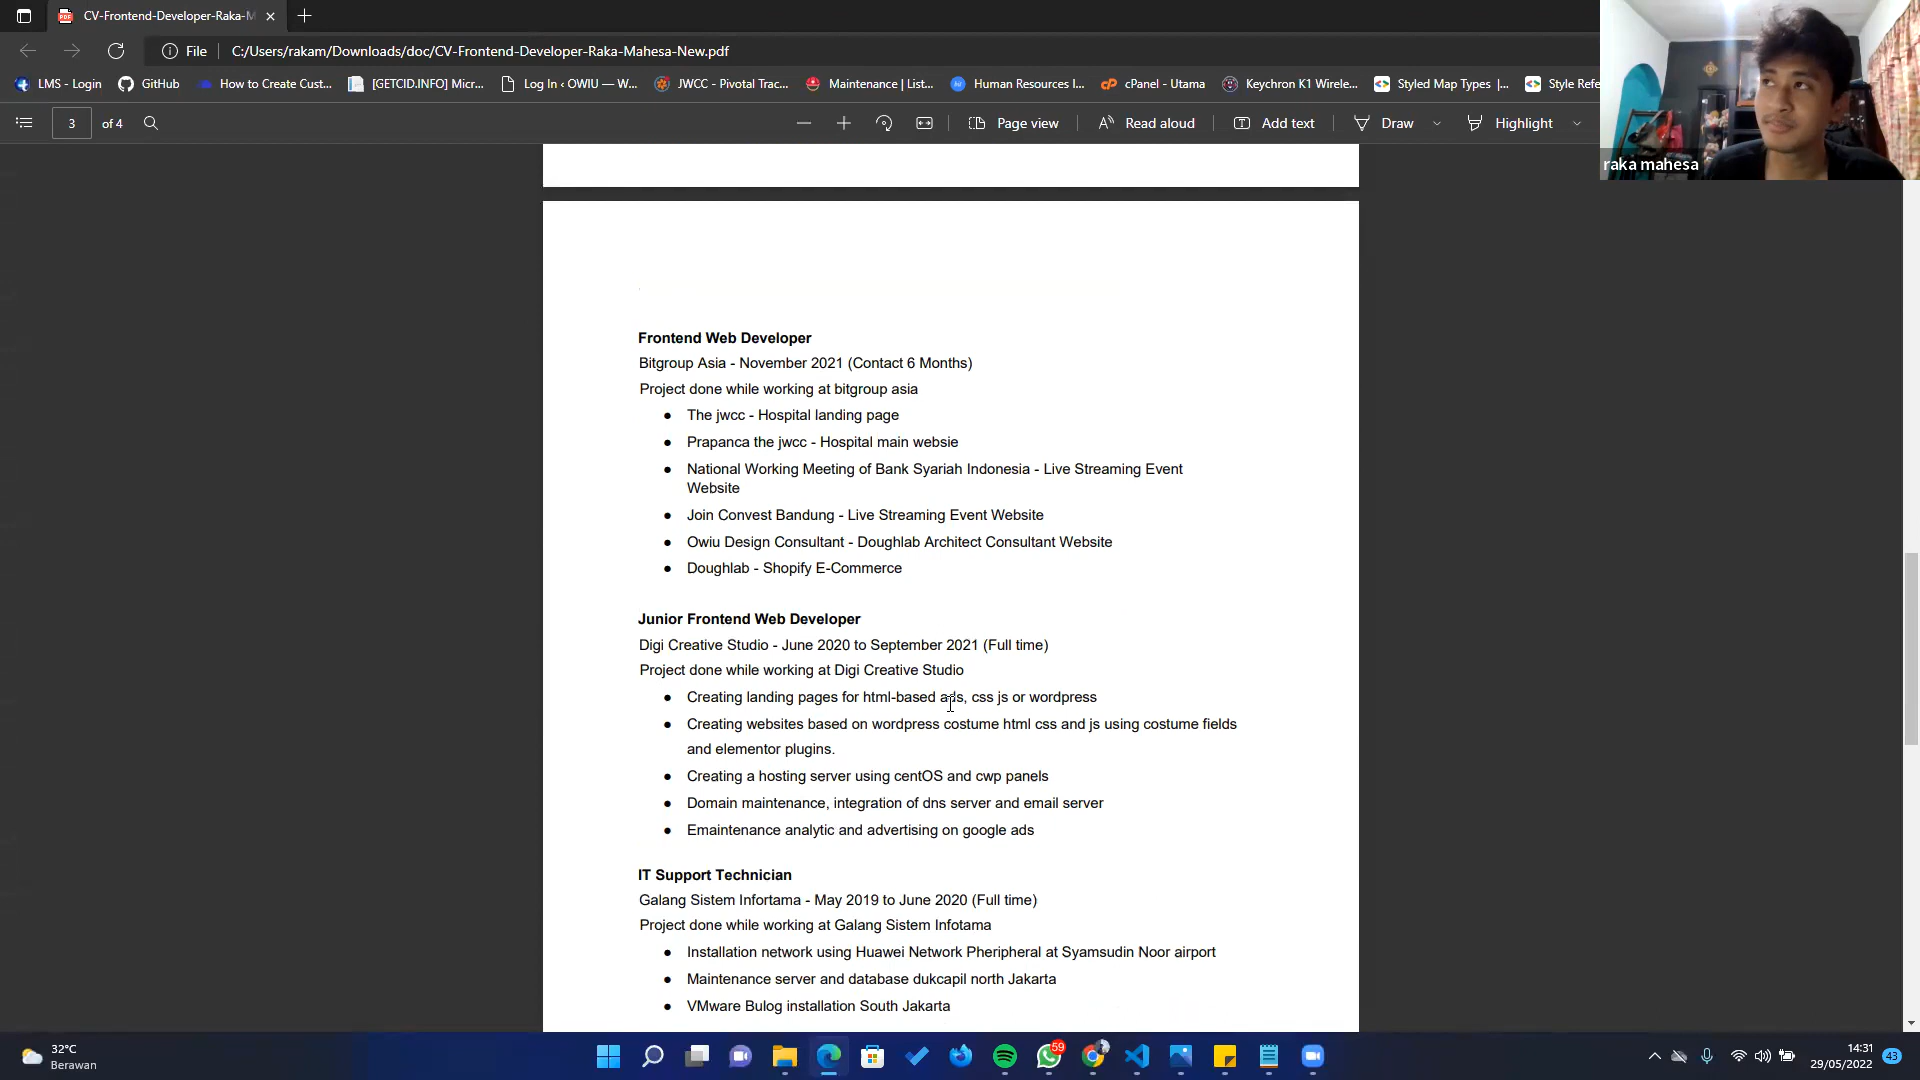 CV-Frontend-Developer-Raka-M
File
C:/Users/rakam/Downloads/doc/CV-Frontend-Developer-Raka-Mahesa-New.pdf
LMS - Login
GitHub
How to Create Cust...
[GETCID.INFO] Micr...
Log In ‹ OWIU — W...
JWCC - Pivotal Trac...
Maintenance | List...
Human Resources I...
cPanel - Utama
Keychron K1 Wirele...
Styled Map Types |...
Style Refe
3 of 4
Page view
Read aloud
Add text
Draw
Highlight
raka mahesa
Frontend Web Developer
Bitgroup Asia - November 2021 (Contact 6 Months)
Project done while working at bitgroup asia
● The jwcc - Hospital landing page
● Prapanca the jwcc - Hospital main websie
● National Working Meeting of Bank Syariah Indonesia - Live Streaming Event
Website
● Join Convest Bandung - Live Streaming Event Website
● Owiu Design Consultant - Doughlab Architect Consultant Website
● Doughlab - Shopify E-Commerce
Junior Frontend Web Developer
Digi Creative Studio - June 2020 to September 2021 (Full time)
Project done while working at Digi Creative Studio
● Creating landing pages for html-based ads, css js or wordpress
● Creating websites based on wordpress costume html css and js using costume fields
and elementor plugins.
● Creating a hosting server using centOS and cwp panels
● Domain maintenance, integration of dns server and email server
● Emaintenance analytic and advertising on google ads
IT Support Technician
Galang Sistem Infortama - May 2019 to June 2020 (Full time)
Project done while working at Galang Sistem Infotama
● Installation network using Huawei Network Pheripheral at Syamsudin Noor airport
● Maintenance server and database dukcapil north Jakarta
● VMware Bulog installation South Jakarta
32°C
Berawan
59
14:31
29/05/2022
43